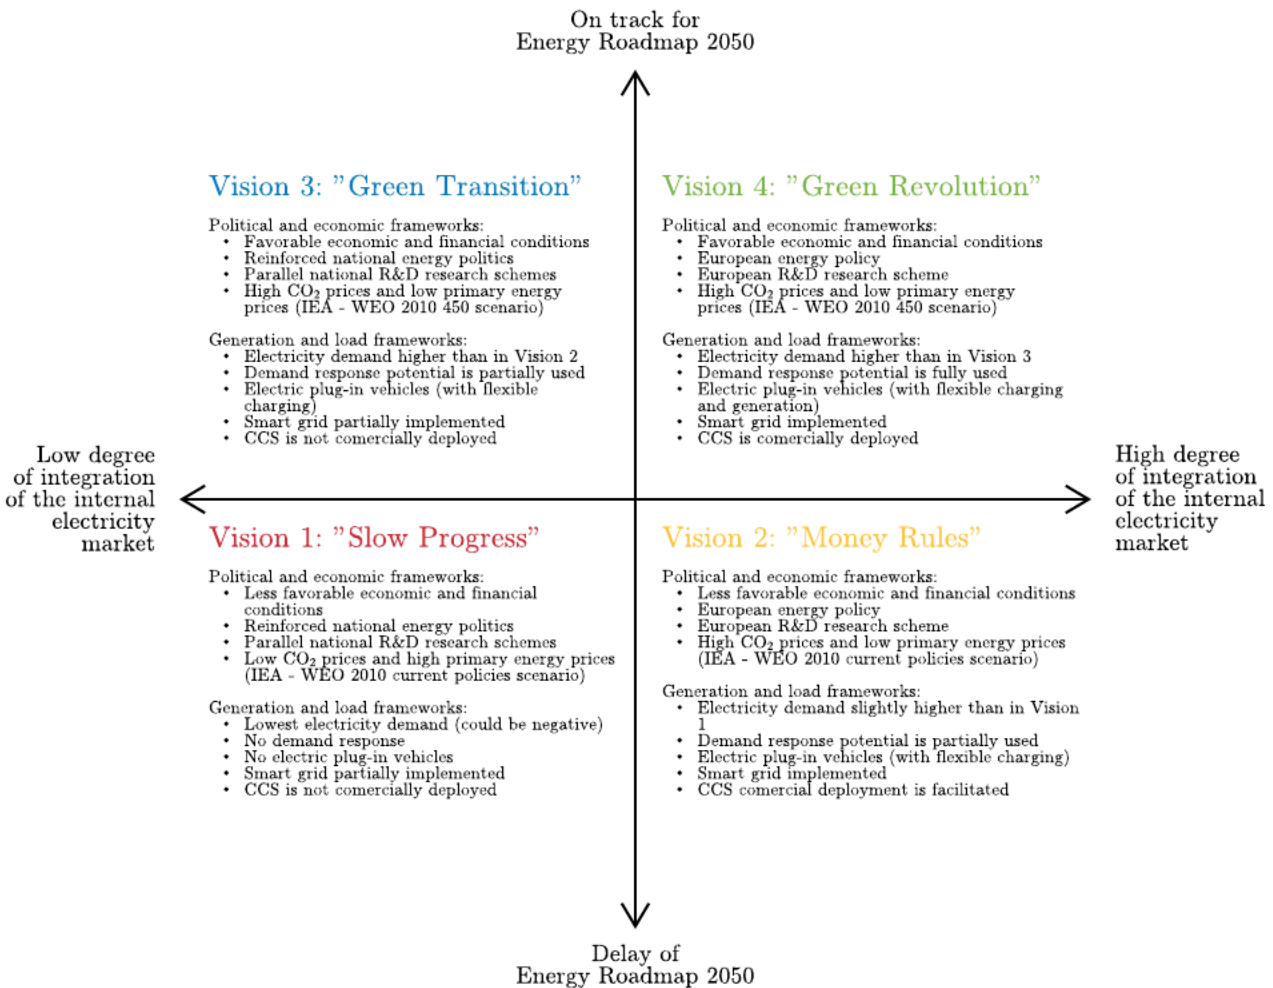 On track for
Energy Roadmap 2050
Vision 3: "Green Transition"
Political and economic frameworks:
• Favorable economic and financial conditions
• Reinforced national energy politics
• Parallel national R&D research schemes
• High CO₂ prices and low primary energy
prices (IEA - WEO 2010 450 scenario)
Generation and load frameworks:
• Electricity demand higher than in Vision 2
• Demand response potential is partially used
• Electric plug-in vehicles (with flexible
charging)
• Smart grid partially implemented
• CCS is not comercially deployed
Vision 4: "Green Revolution"
Political and economic frameworks:
• Favorable economic and financial conditions
• European energy policy
• European R&D research scheme
• High CO₂ prices and low primary energy
prices (IEA - WEO 2010 450 scenario)
Generation and load frameworks:
• Electricity demand higher than in Vision 3
• Demand response potential is fully used
• Electric plug-in vehicles (with flexible charging
and generation)
• Smart grid implemented
• CCS is comercially deployed
Low degree
of integration
of the internal
electricity
market
High degree
of integration
of the internal
electricity
market
Vision 1: "Slow Progress"
Political and economic frameworks:
• Less favorable economic and financial
conditions
• Reinforced national energy politics
• Parallel national R&D research schemes
• Low CO₂ prices and high primary energy prices
(IEA - WEO 2010 current policies scenario)
Generation and load frameworks:
• Lowest electricity demand (could be negative)
• No demand response
• No electric plug-in vehicles
• Smart grid partially implemented
• CCS is not comercially deployed
Vision 2: "Money Rules"
Political and economic frameworks:
• Less favorable economic and financial conditions
• European energy policy
• European R&D research scheme
• High CO₂ prices and low primary energy prices
(IEA - WEO 2010 current policies scenario)
Generation and load frameworks:
• Electricity demand slightly higher than in Vision
1
• Demand response potential is partially used
• Electric plug-in vehicles (with flexible charging)
• Smart grid implemented
• CCS comercial deployment is facilitated
Delay of
Energy Roadmap 2050